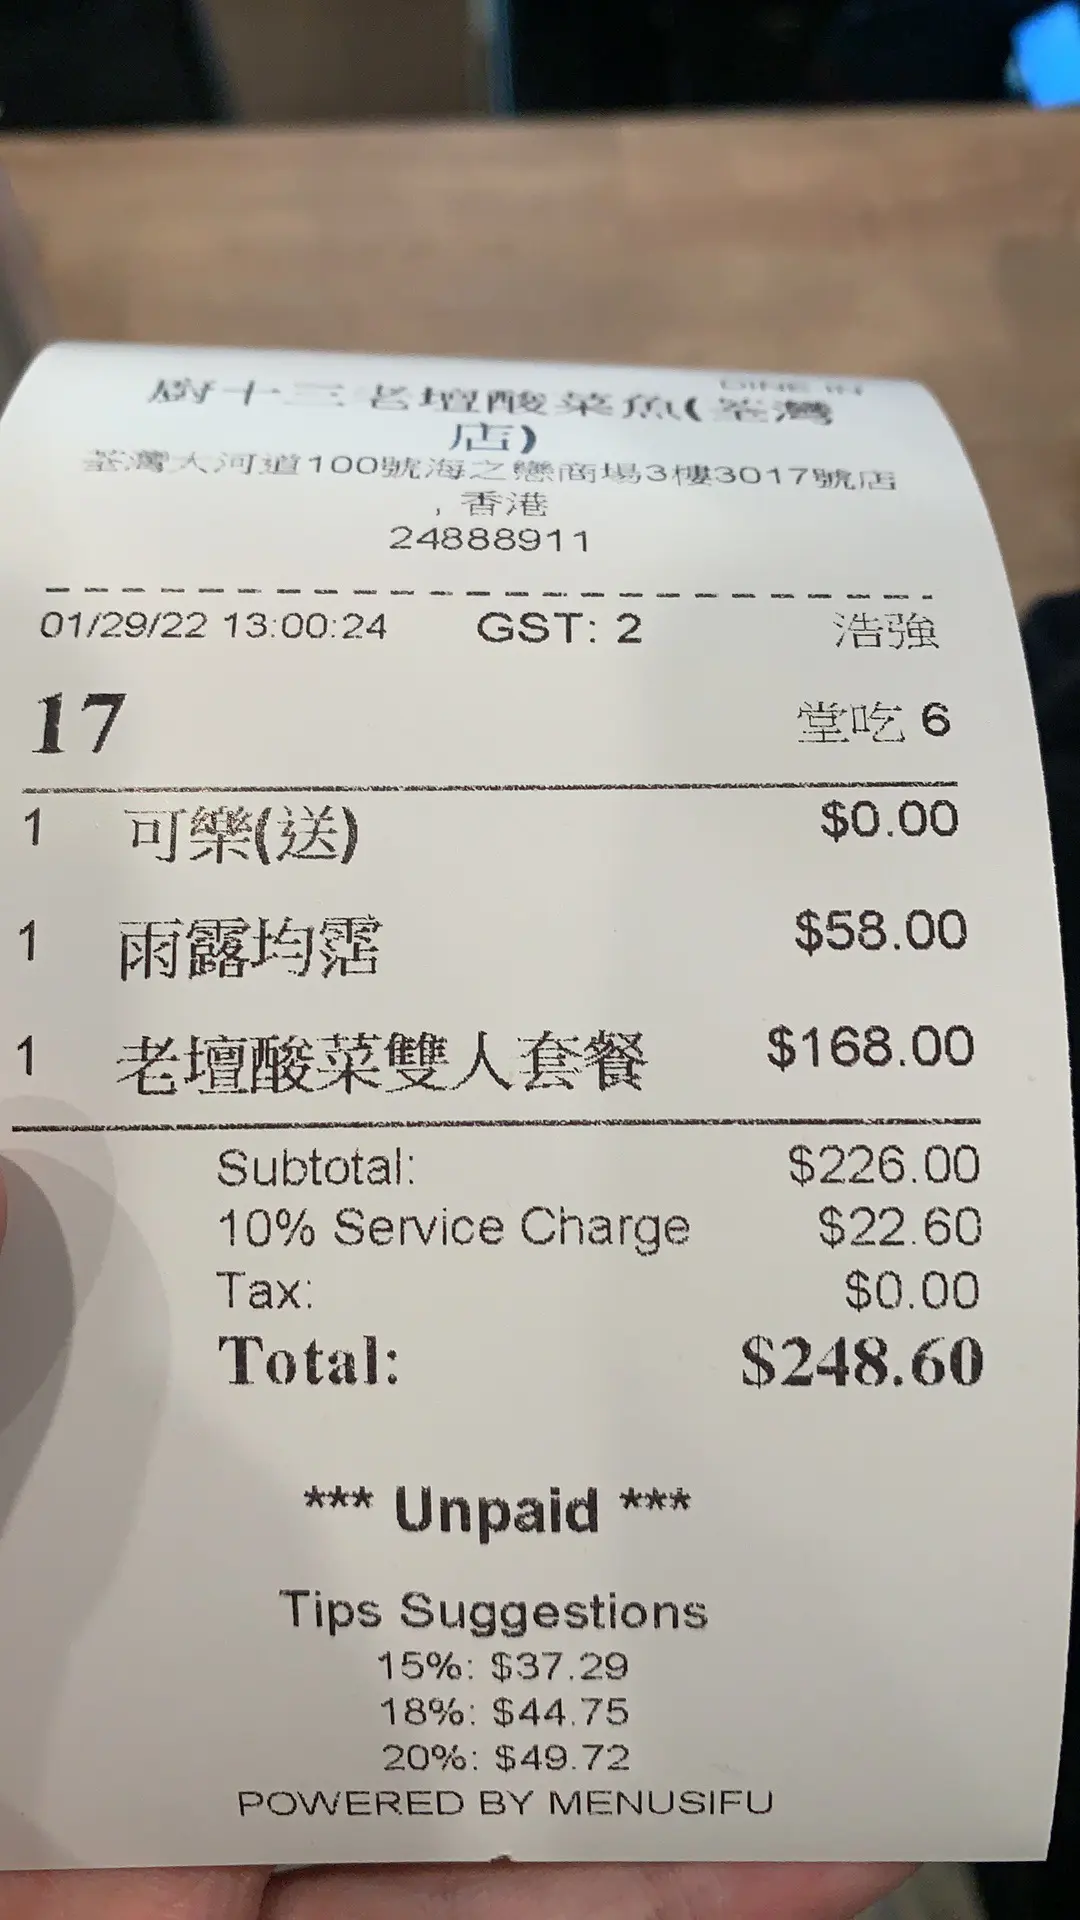 DINE IN
廚十三老壇酸菜魚(荃灣
店)
荃灣大河道100號海之戀商場3樓3017號店
, 香港
24888911
01/29/22 13:00:24 GST: 2 浩強
17 堂吃 6
1 可樂(送) $0.00
1 雨露均霑 $58.00
1 老壇酸菜雙人套餐 $168.00
Subtotal: $226.00
10% Service Charge $22.60
Tax: $0.00
Total: $248.60
*** Unpaid ***
Tips Suggestions
15%: $37.29
18%: $44.75
20%: $49.72
POWERED BY MENUSIFU